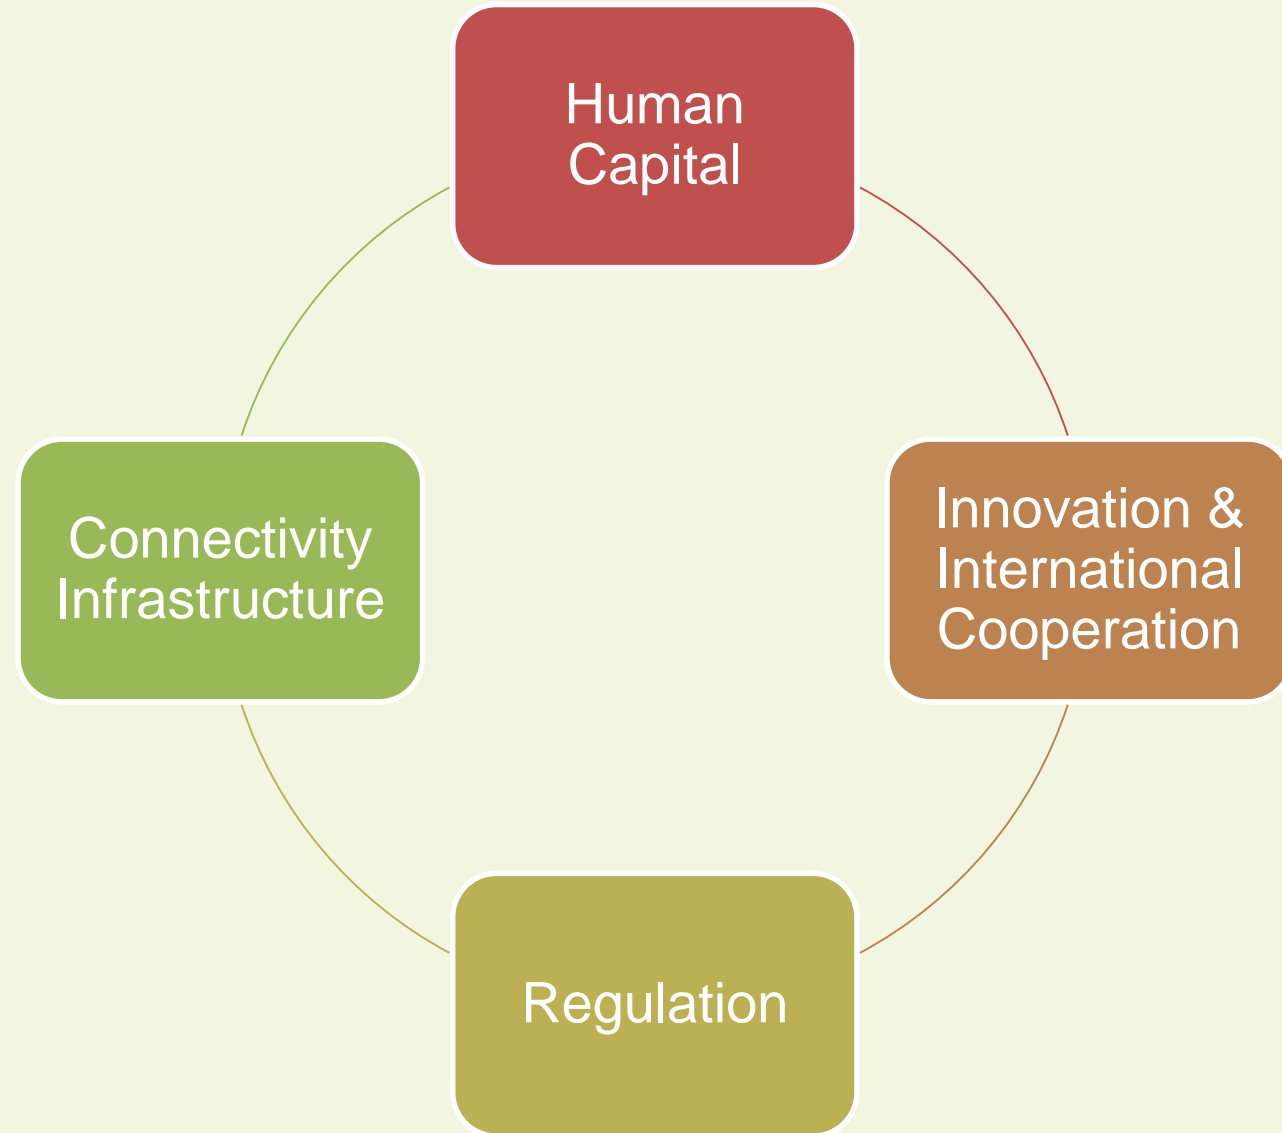 Human
Capital
Connectivity
Infrastructure
Innovation &
International
Cooperation
Regulation